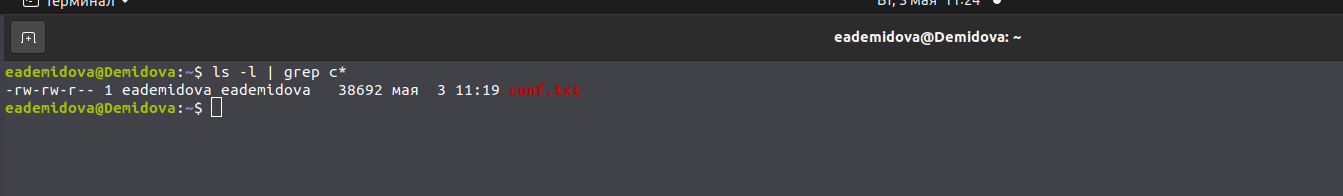 Терминал
Вт, 3 мая 11:24
eademidova@Demidova: ~
eademidova@Demidova:~$ ls -l | grep c*
-rw-rw-r-- 1 eademidova eademidova 38692 мая 3 11:19 conf.txt
eademidova@Demidova:~$